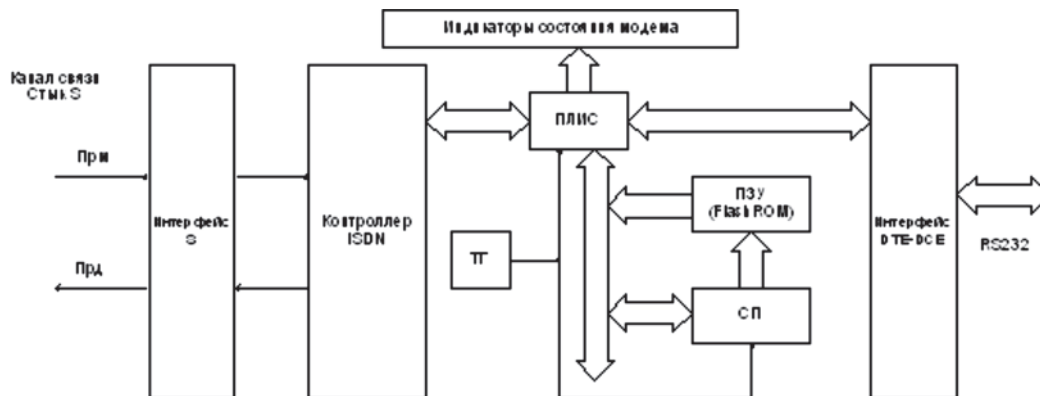 Индикаторы состояния модема
Канал связи
Стык S
ПЛИС
Прм
ПЗУ
(Flash ROM)
Интерфейс
S
Контроллер
ISDN
Интерфейс
DTE-DCE
ТГ
RS232
Прд
СП